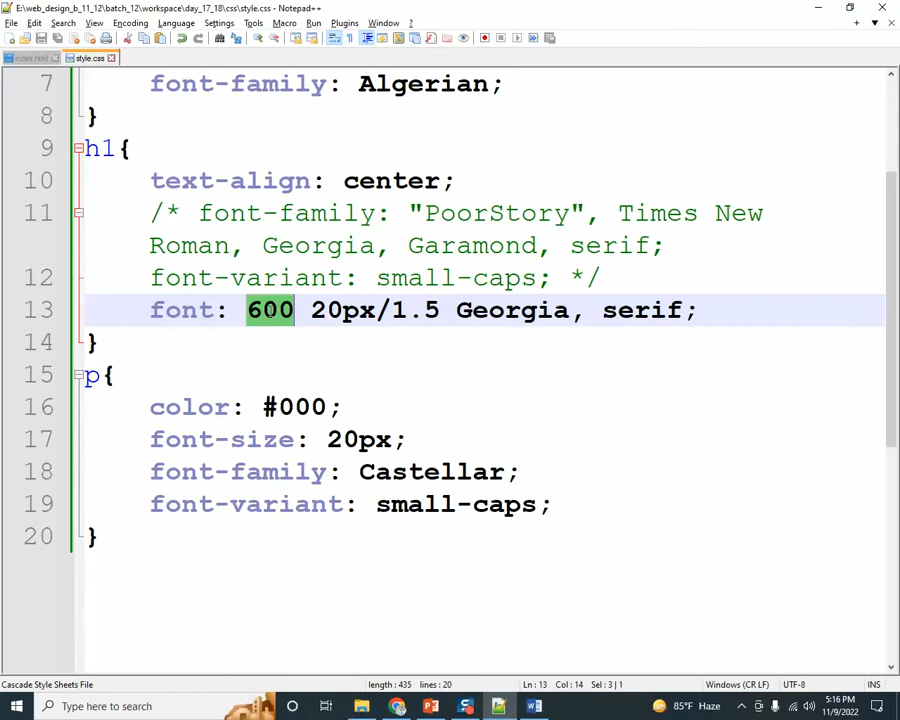 E:\web_design_b_11_12\batch_12\workspace\day_17_18\css\style.css - Notepad++
File Edit Search View Encoding Language Settings Tools Macro Run Plugins Window ?
index.html style.css
7 font-family: Algerian;
8 }
9 h1{
10 text-align: center;
11 /* font-family: "PoorStory", Times New
Roman, Georgia, Garamond, serif;
12 font-variant: small-caps; */
13 font: 600 20px/1.5 Georgia, serif;
14 }
15 p{
16 color: #000;
17 font-size: 20px;
18 font-family: Castellar;
19 font-variant: small-caps;
20 }
Cascade Style Sheets File length : 435 lines : 20 Ln : 13 Col : 14 Sel : 3 | 1 Windows (CR LF) UTF-8 INS
Type here to search 85°F Haze 5:16 PM
11/9/2022